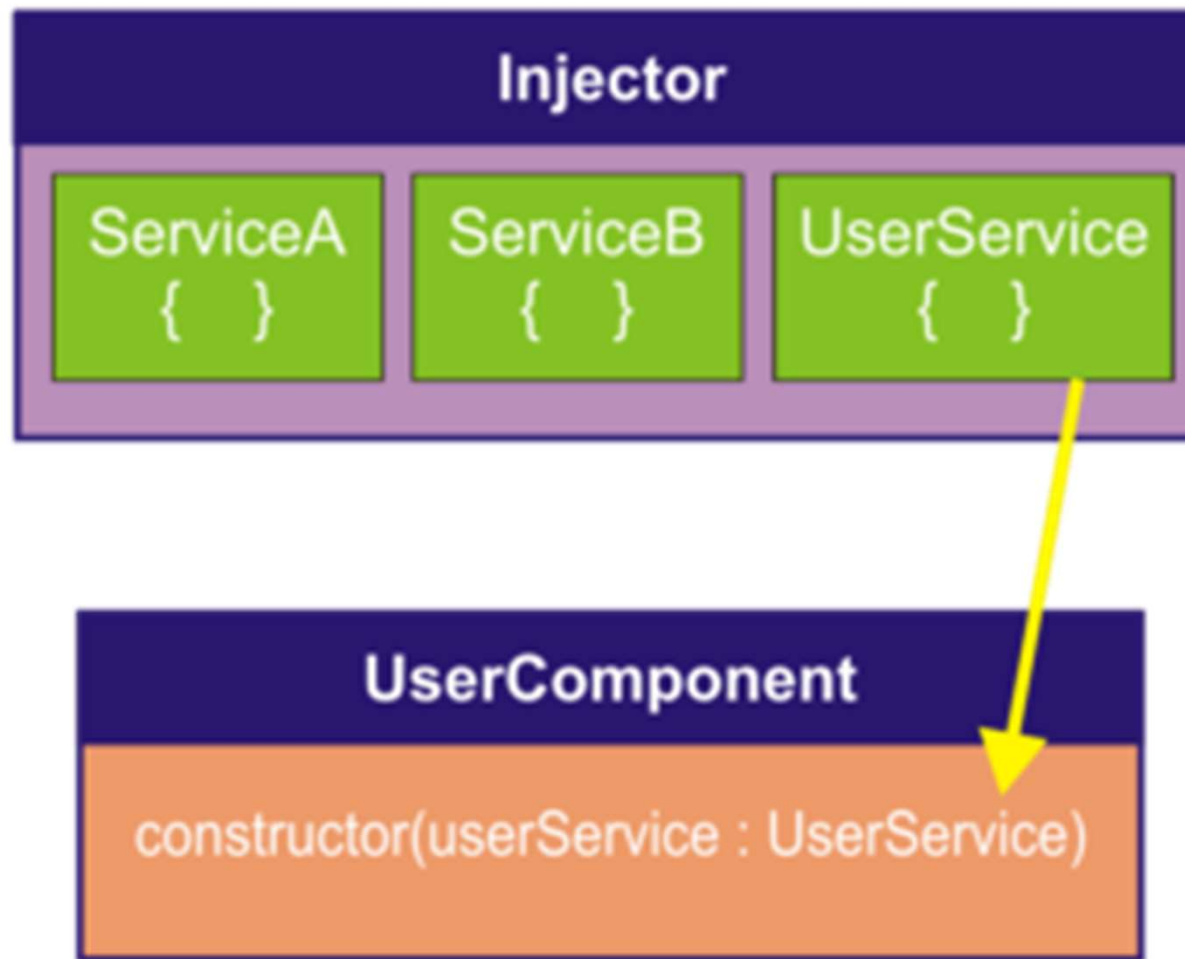 Injector
ServiceA ServiceB UserService
{ } { } { }
UserComponent
constructor(userService : UserService)